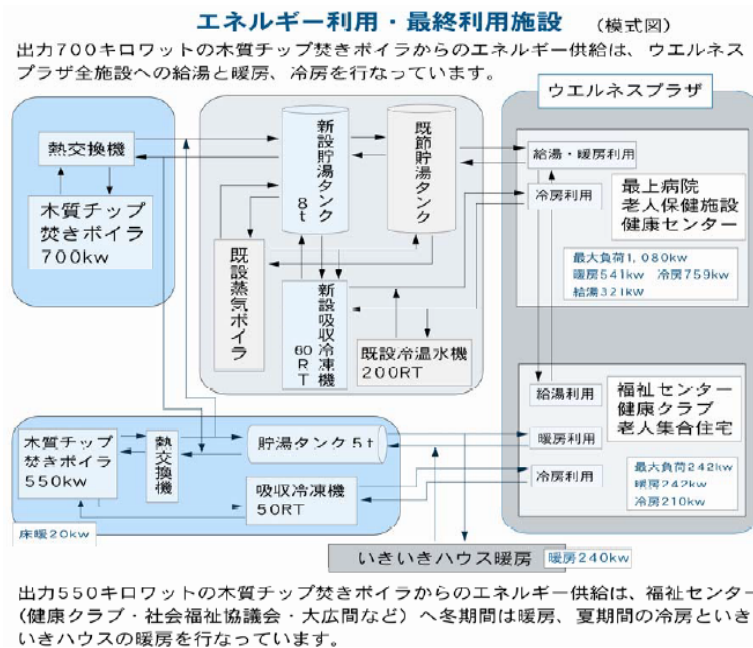 エネルギー利用・最終利用施設 (模式図)
出力700キロワットの木質チップ焚きボイラからのエネルギー供給は、ウエルネス
プラザ全施設への給湯と暖房、冷房を行なっています。
熱交換機
木質チップ
焚きボイラ
700kw
新設貯湯タンク
8t
既節貯湯タンク
既設蒸気ボイラ
新設吸収冷凍機
60RT
既設冷温水機
200RT
ウエルネスプラザ
給湯・暖房利用
冷房利用
最上病院
老人保健施設
健康センター
最大負荷1,080kw
暖房541kw 冷房759kw
給湯321kw
給湯利用
暖房利用
冷房利用
福祉センター
健康クラブ
老人集合住宅
最大負荷242kw
暖房242kw
冷房210kw
木質チップ
焚きボイラ
550kw
熱交換機
貯湯タンク5t
吸収冷凍機
50RT
床暖20kw
いきいきハウス暖房
暖房240kw
出力550キロワットの木質チップ焚きボイラからのエネルギー供給は、福祉センター
(健康クラブ・社会福祉協議会・大広間など)へ冬期間は暖房、夏期間の冷房といき
いきハウスの暖房を行なっています。